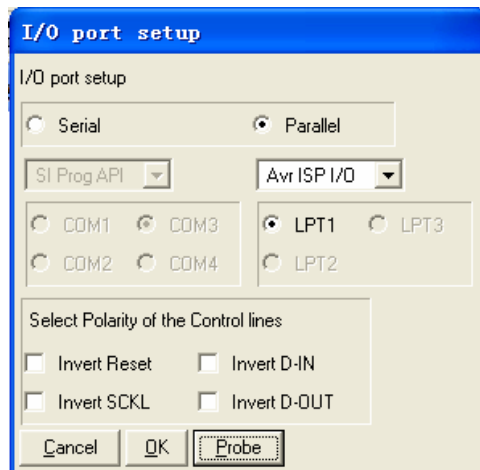 I/O port setup
I/O port setup
Serial
Parallel
SI Prog API
Avr ISP I/O
COM1
COM3
LPT1
LPT3
COM2
COM4
LPT2
Select Polarity of the Control lines
Invert Reset
Invert D-IN
Invert SCKL
Invert D-OUT
Cancel
OK
Probe